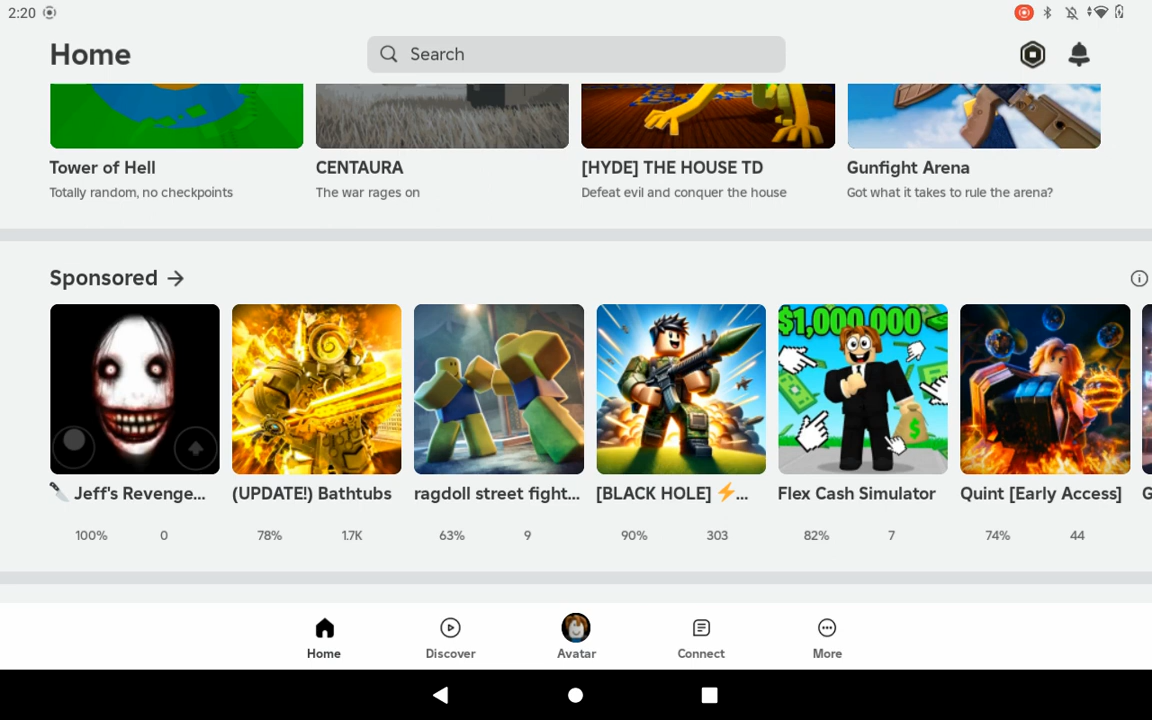 2:20
Home
Search
Tower of Hell
CENTAURA
[HYDE] THE HOUSE TD
Gunfight Arena
Totally random, no checkpoints
The war rages on
Defeat evil and conquer the house
Got what it takes to rule the arena?
Sponsored →
$1,000,000
$
🔪 Jeff's Revenge...
(UPDATE!) Bathtubs
ragdoll street fight...
[BLACK HOLE] ⚡...
Flex Cash Simulator
Quint [Early Access]
G
100% 0
78% 1.7K
63% 9
90% 303
82% 7
74% 44
Home
Discover
Avatar
Connect
More